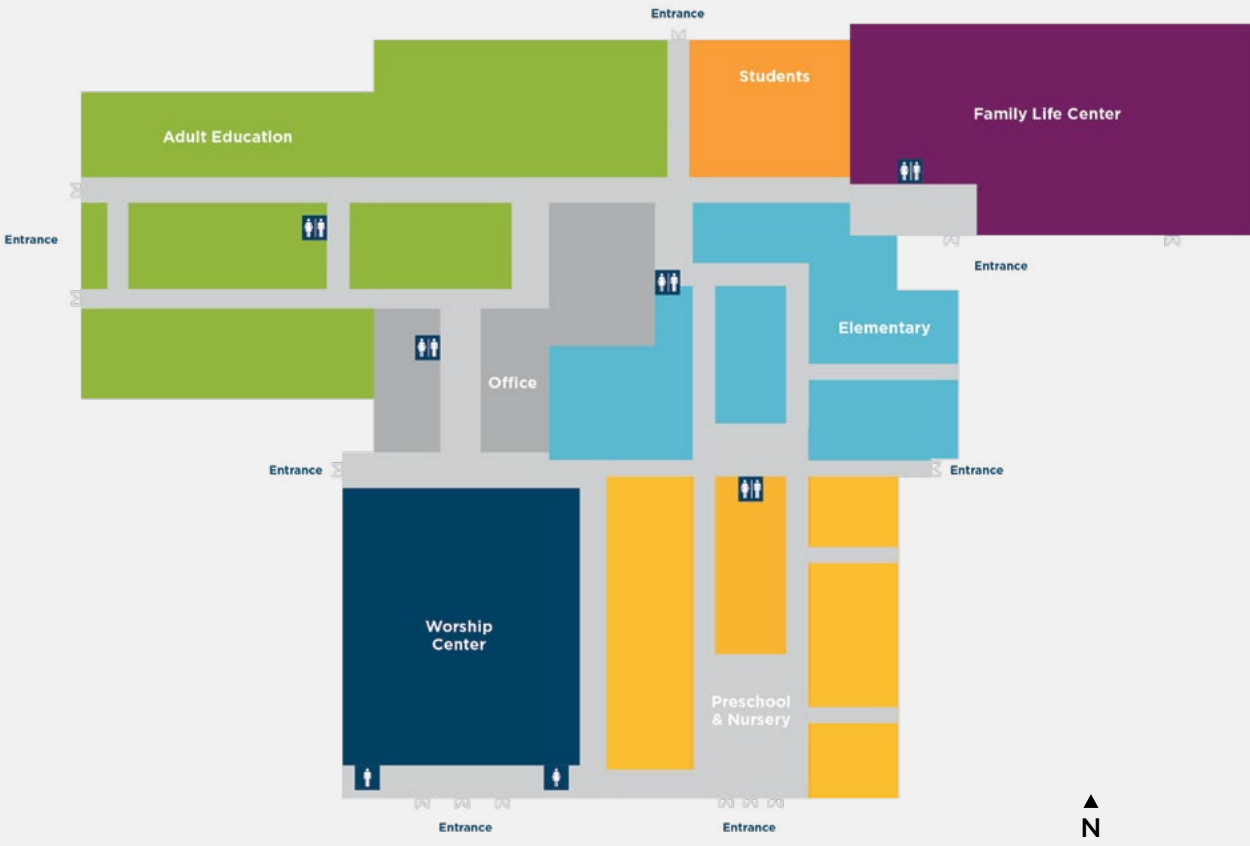 Entrance
Students
Family Life Center
Adult Education
Entrance
Entrance
Elementary
Office
Entrance
Entrance
Worship
Center
Preschool
& Nursery
Entrance
Entrance
N